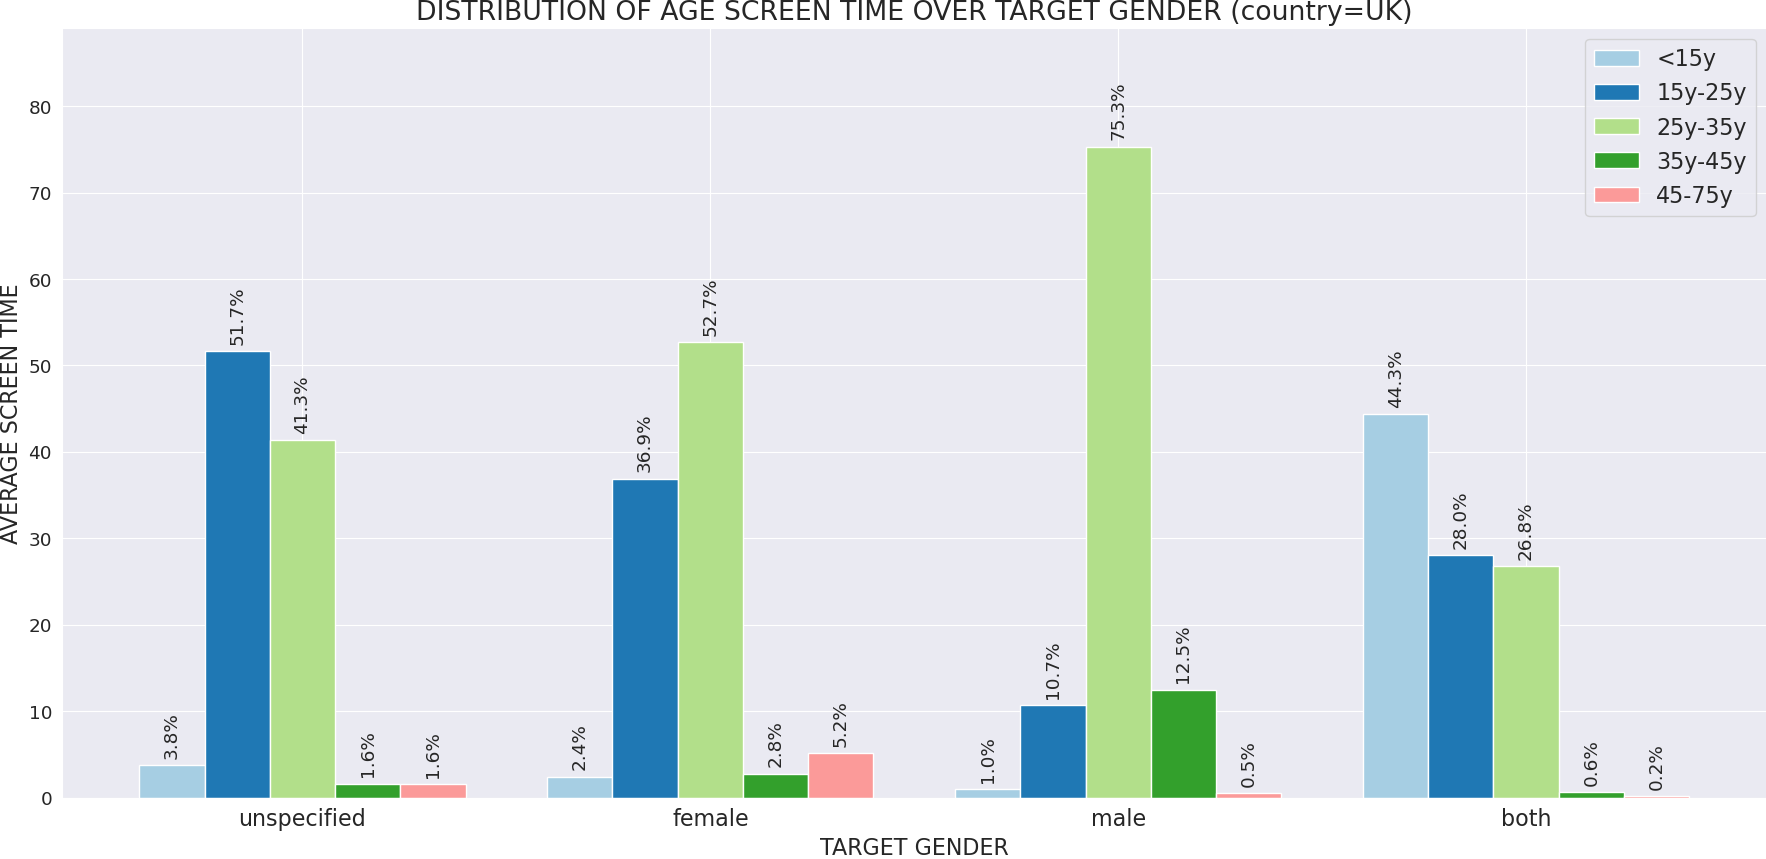 DISTRIBUTION OF AGE SCREEN TIME OVER TARGET GENDER (country=UK)
<15y
15y-25y
25y-35y
35y-45y
45-75y
AVERAGE SCREEN TIME
80
70
60
50
40
30
20
10
0
3.8%
51.7%
41.3%
1.6%
1.6%
2.4%
36.9%
52.7%
2.8%
5.2%
1.0%
10.7%
75.3%
12.5%
0.5%
44.3%
28.0%
26.8%
0.6%
0.2%
unspecified
female
male
both
TARGET GENDER